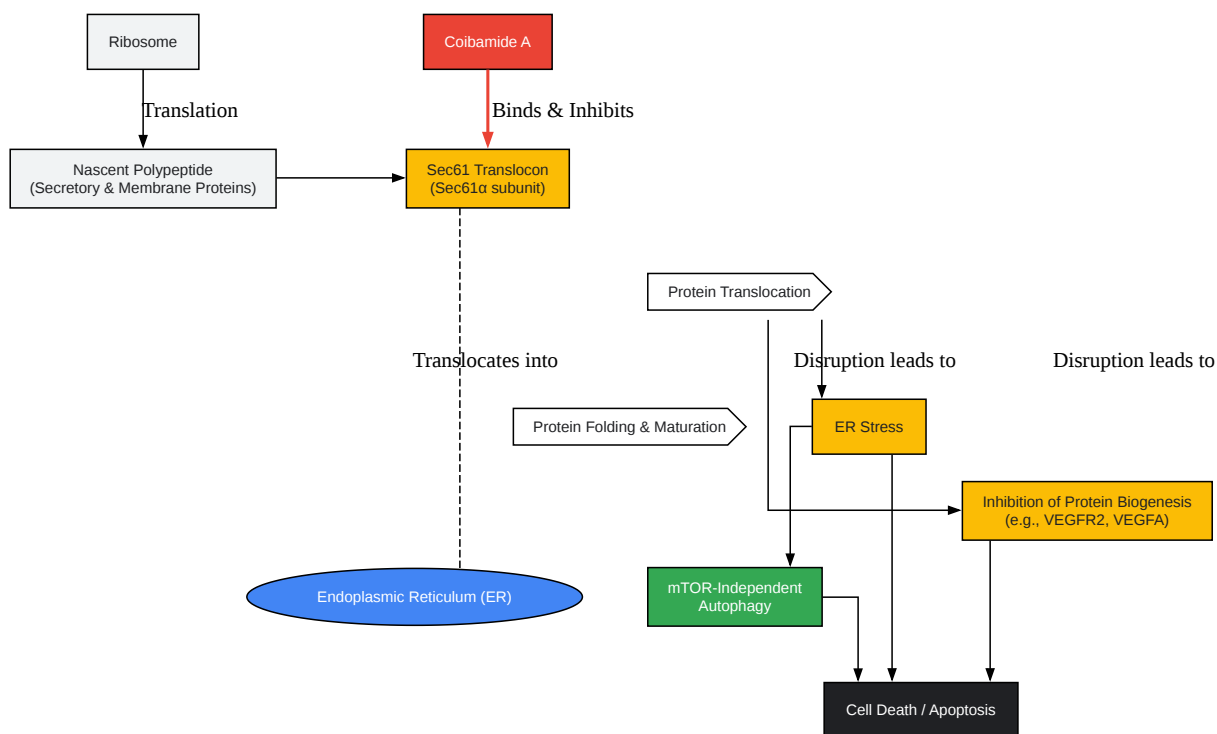 Ribosome
Coibamide A
Translation
Binds & Inhibits
Nascent Polypeptide
(Secretory & Membrane Proteins)
Sec61 Translocon
(Sec61α subunit)
Protein Translocation
Translocates into
Disruption leads to
Disruption leads to
Protein Folding & Maturation
ER Stress
Inhibition of Protein Biogenesis
(e.g., VEGFR2, VEGFA)
Endoplasmic Reticulum (ER)
mTOR-Independent
Autophagy
Cell Death / Apoptosis